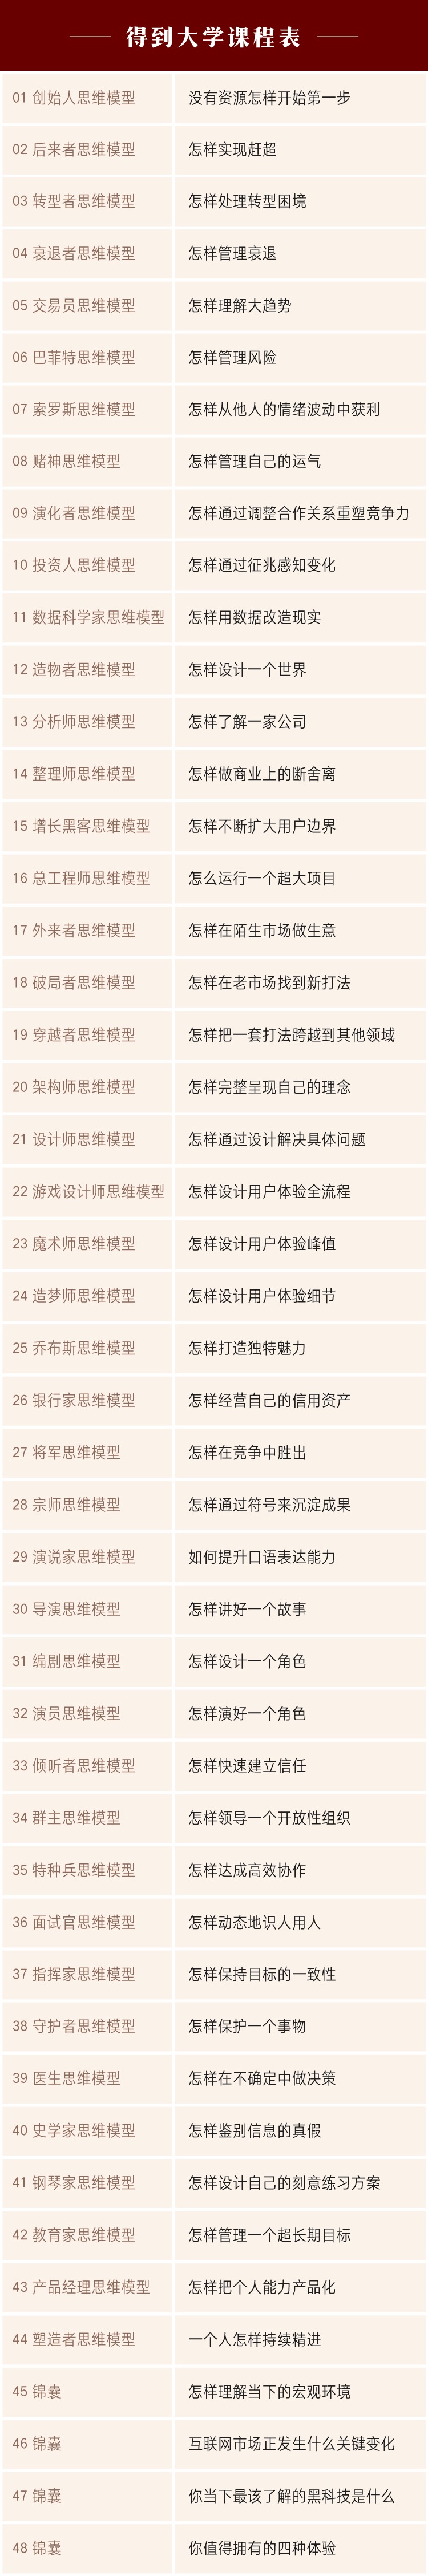 得到大学课程表
01 创始人思维模型 没有资源怎样开始第一步
02 后来者思维模型 怎样实现赶超
03 转型者思维模型 怎样处理转型困境
04 衰退者思维模型 怎样管理衰退
05 交易员思维模型 怎样理解大趋势
06 巴菲特思维模型 怎样管理风险
07 索罗斯思维模型 怎样从他人的情绪波动中获利
08 赌神思维模型 怎样管理自己的运气
09 演化者思维模型 怎样通过调整合作关系重塑竞争力
10 投资人思维模型 怎样通过征兆感知变化
11 数据科学家思维模型 怎样用数据改造现实
12 造物者思维模型 怎样设计一个世界
13 分析师思维模型 怎样了解一家公司
14 整理师思维模型 怎样做商业上的断舍离
15 增长黑客思维模型 怎样不断扩大用户边界
16 总工程师思维模型 怎么运行一个超大项目
17 外来者思维模型 怎样在陌生市场做生意
18 破局者思维模型 怎样在老市场找到新打法
19 穿越者思维模型 怎样把一套打法跨越到其他领域
20 架构师思维模型 怎样完整呈现自己的理念
21 设计师思维模型 怎样通过设计解决具体问题
22 游戏设计师思维模型 怎样设计用户体验全流程
23 魔术师思维模型 怎样设计用户体验峰值
24 造梦师思维模型 怎样设计用户体验细节
25 乔布斯思维模型 怎样打造独特魅力
26 银行家思维模型 怎样经营自己的信用资产
27 将军思维模型 怎样在竞争中胜出
28 宗师思维模型 怎样通过符号来沉淀成果
29 演说家思维模型 如何提升口语表达能力
30 导演思维模型 怎样讲好一个故事
31 编剧思维模型 怎样设计一个角色
32 演员思维模型 怎样演好一个角色
33 倾听者思维模型 怎样快速建立信任
34 群主思维模型 怎样领导一个开放性组织
35 特种兵思维模型 怎样达成高效协作
36 面试官思维模型 怎样动态地识人用人
37 指挥家思维模型 怎样保持目标的一致性
38 守护者思维模型 怎样保护一个事物
39 医生思维模型 怎样在不确定中做决策
40 史学家思维模型 怎样鉴别信息的真假
41 钢琴家思维模型 怎样设计自己的刻意练习方案
42 教育家思维模型 怎样管理一个超长期目标
43 产品经理思维模型 怎样把个人能力产品化
44 塑造者思维模型 一个人怎样持续精进
45 锦囊 怎样理解当下的宏观环境
46 锦囊 互联网市场正发生什么关键变化
47 锦囊 你当下最该了解的黑科技是什么
48 锦囊 你值得拥有的四种体验